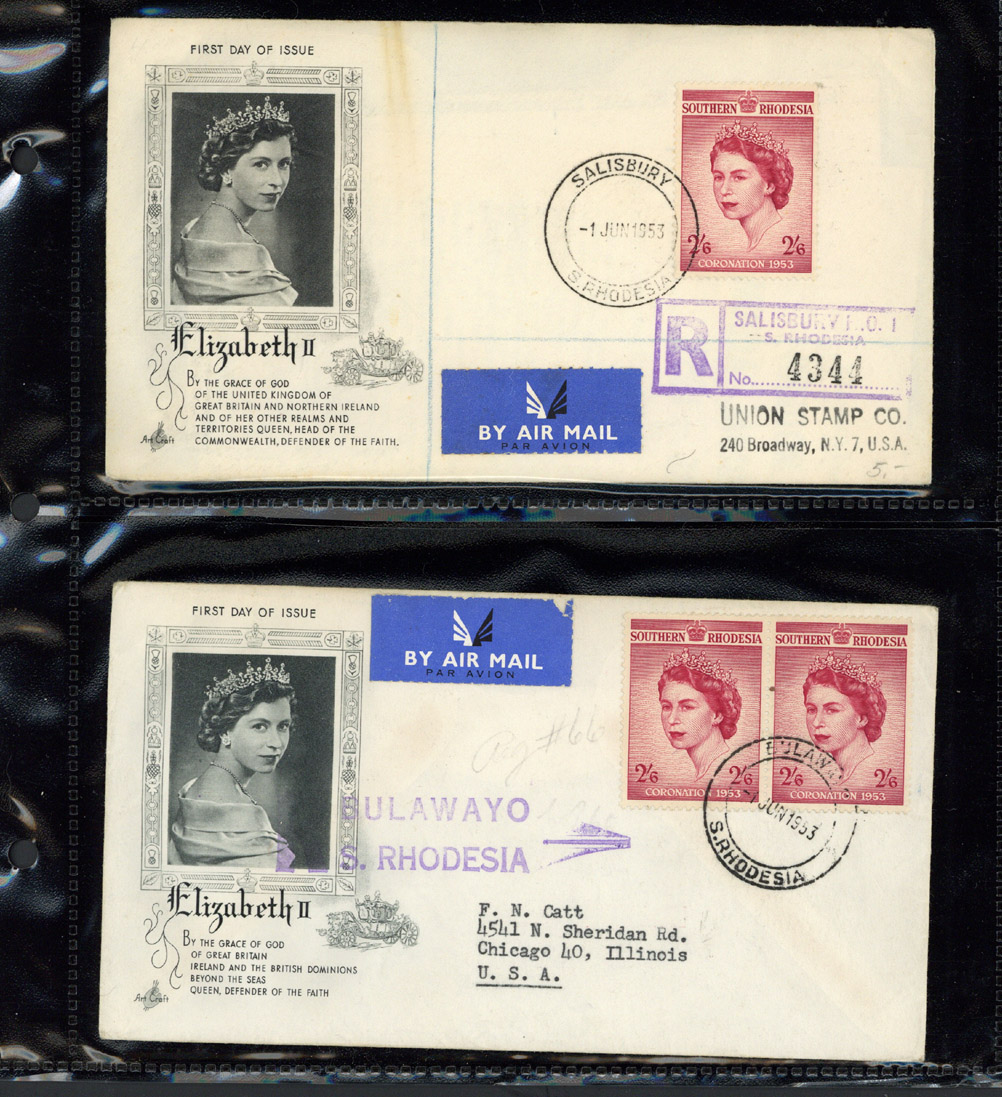 FIRST DAY OF ISSUE
SOUTHERN RHODESIA
2/6 2/6
CORONATION 1953
SALISBURY
-1 JUN 1953
S. RHODESIA
Elizabeth II
BY THE GRACE OF GOD
OF THE UNITED KINGDOM OF
GREAT BRITAIN AND NORTHERN IRELAND
AND OF HER OTHER REALMS AND
TERRITORIES QUEEN, HEAD OF THE
COMMONWEALTH, DEFENDER OF THE FAITH.
Art Craft
BY AIR MAIL
PAR AVION
R
SALISBURY P.O. 1
S. RHODESIA
No. 4344
UNION STAMP CO.
240 Broadway, N.Y. 7, U.S.A.
5,-
FIRST DAY OF ISSUE
BY AIR MAIL
PAR AVION
SOUTHERN RHODESIA
2/6 2/6
CORONATION 1953
SOUTHERN RHODESIA
2/6 2/6
CORONATION 1953
#66
BULAWAYO
S. RHODESIA
BULAWAYO
-1 JUN 1953
S. RHODESIA
Elizabeth II
BY THE GRACE OF GOD
OF GREAT BRITAIN
IRELAND AND THE BRITISH DOMINIONS
BEYOND THE SEAS
QUEEN, DEFENDER OF THE FAITH
Art Craft
F. N. Catt
4541 N. Sheridan Rd.
Chicago 40, Illinois
U. S. A.